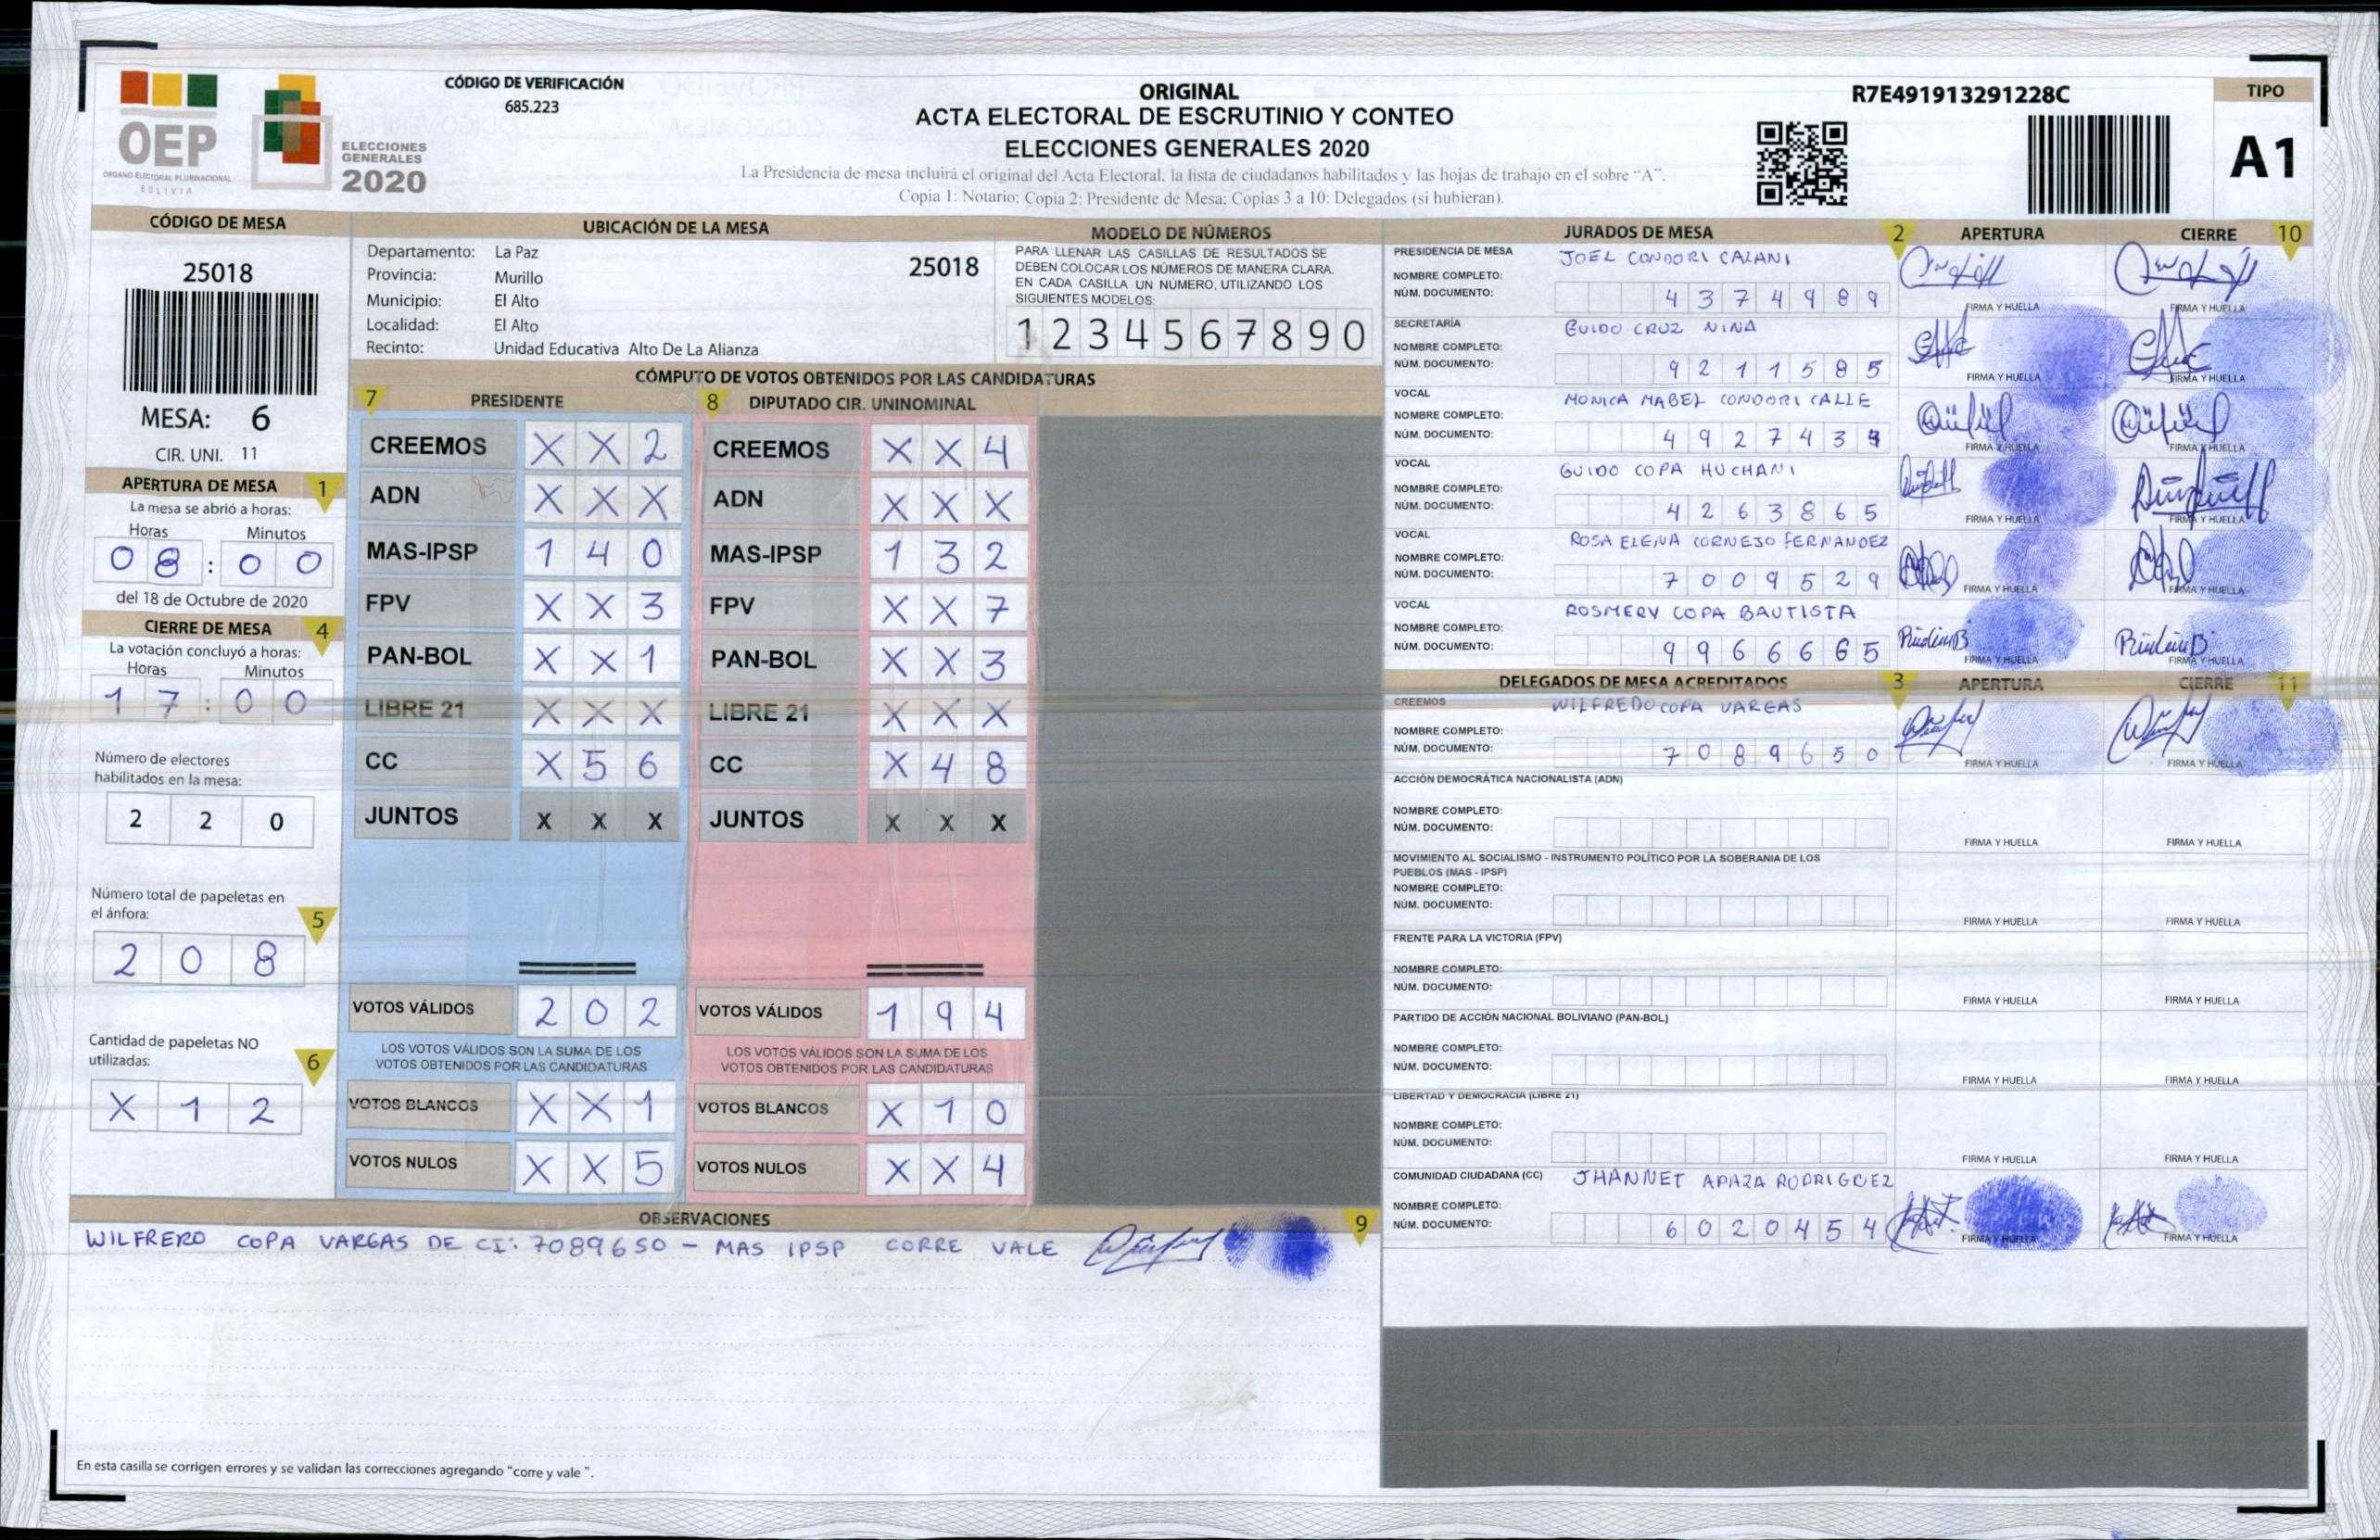 OEP
ÓRGANO ELECTORAL PLURINACIONAL
BOLIVIA
ELECCIONES
GENERALES
2020
CÓDIGO DE VERIFICACIÓN
685.223
ORIGINAL
ACTA ELECTORAL DE ESCRUTINIO Y CONTEO
ELECCIONES GENERALES 2020
La Presidencia de mesa incluirá el original del Acta Electoral, la lista de ciudadanos habilitados y las hojas de trabajo en el sobre "A".
Copia 1: Notario; Copia 2: Presidente de Mesa; Copias 3 a 10: Delegados (si hubieran).
R7E491913291228C
TIPO
A1
CÓDIGO DE MESA
25018
MESA: 6
CIR. UNI. 11
APERTURA DE MESA 1
La mesa se abrió a horas:
Horas Minutos
0 8 : 0 0
del 18 de Octubre de 2020
CIERRE DE MESA 4
La votación concluyó a horas:
Horas Minutos
1 7 : 0 0
Número de electores
habilitados en la mesa:
2 2 0
Número total de papeletas en
el ánfora: 5
2 0 8
Cantidad de papeletas NO
utilizadas: 6
X 1 2
UBICACIÓN DE LA MESA
Departamento: La Paz
Provincia: Murillo
Municipio: El Alto
Localidad: El Alto
Recinto: Unidad Educativa Alto De La Alianza
25018
MODELO DE NÚMEROS
PARA LLENAR LAS CASILLAS DE RESULTADOS SE
DEBEN COLOCAR LOS NÚMEROS DE MANERA CLARA.
EN CADA CASILLA UN NÚMERO, UTILIZANDO LOS
SIGUIENTES MODELOS:
1 2 3 4 5 6 7 8 9 0
CÓMPUTO DE VOTOS OBTENIDOS POR LAS CANDIDATURAS
7 PRESIDENTE
CREEMOS X X 2
ADN X X X
MAS-IPSP 1 4 0
FPV X X 3
PAN-BOL X X 1
LIBRE 21 X X X
CC X 5 6
JUNTOS X X X
VOTOS VÁLIDOS 2 0 2
LOS VOTOS VÁLIDOS SON LA SUMA DE LOS
VOTOS OBTENIDOS POR LAS CANDIDATURAS
VOTOS BLANCOS X X 1
VOTOS NULOS X X 5
8 DIPUTADO CIR. UNINOMINAL
CREEMOS X X 4
ADN X X X
MAS-IPSP 1 3 2
FPV X X 7
PAN-BOL X X 3
LIBRE 21 X X X
CC X 4 8
JUNTOS X X X
VOTOS VÁLIDOS 1 9 4
LOS VOTOS VÁLIDOS SON LA SUMA DE LOS
VOTOS OBTENIDOS POR LAS CANDIDATURAS
VOTOS BLANCOS X 1 0
VOTOS NULOS X X 4
OBSERVACIONES 9
WILFRERO COPA VARGAS DE CI: 7089650 - MAS IPSP CORRE VALE
En esta casilla se corrigen errores y se validan las correcciones agregando "corre y vale ".
JURADOS DE MESA 2 APERTURA CIERRE 10
PRESIDENCIA DE MESA
NOMBRE COMPLETO: JOEL CONDORI CALANI
NÚM. DOCUMENTO: 4 3 7 4 9 8 9
FIRMA Y HUELLA FIRMA Y HUELLA
SECRETARÍA
NOMBRE COMPLETO: GUIDO CRUZ NINA
NÚM. DOCUMENTO: 9 2 1 1 5 8 5
FIRMA Y HUELLA FIRMA Y HUELLA
VOCAL
NOMBRE COMPLETO: MONICA MABEL CONDORI CALLE
NÚM. DOCUMENTO: 4 9 2 7 4 3
FIRMA Y HUELLA FIRMA Y HUELLA
VOCAL
NOMBRE COMPLETO: GUIDO COPA HUCHANI
NÚM. DOCUMENTO: 4 2 6 3 8 6 5
FIRMA Y HUELLA FIRMA Y HUELLA
VOCAL
NOMBRE COMPLETO: ROSA ELENA CORNEJO FERNANDEZ
NÚM. DOCUMENTO: 7 0 0 9 5 2 9
FIRMA Y HUELLA FIRMA Y HUELLA
VOCAL
NOMBRE COMPLETO: ROSMERY COPA BAUTISTA
NÚM. DOCUMENTO: 9 9 6 6 6 6 5
FIRMA Y HUELLA FIRMA Y HUELLA
DELEGADOS DE MESA ACREDITADOS 3 APERTURA CIERRE 11
CREEMOS
NOMBRE COMPLETO: WILFREDO COPA VARGAS
NÚM. DOCUMENTO: 7 0 8 9 6 5 0
FIRMA Y HUELLA FIRMA Y HUELLA
ACCIÓN DEMOCRÁTICA NACIONALISTA (ADN)
NOMBRE COMPLETO:
NÚM. DOCUMENTO:
FIRMA Y HUELLA FIRMA Y HUELLA
MOVIMIENTO AL SOCIALISMO - INSTRUMENTO POLÍTICO POR LA SOBERANIA DE LOS
PUEBLOS (MAS - IPSP)
NOMBRE COMPLETO:
NÚM. DOCUMENTO:
FIRMA Y HUELLA FIRMA Y HUELLA
FRENTE PARA LA VICTORIA (FPV)
NOMBRE COMPLETO:
NÚM. DOCUMENTO:
FIRMA Y HUELLA FIRMA Y HUELLA
PARTIDO DE ACCIÓN NACIONAL BOLIVIANO (PAN-BOL)
NOMBRE COMPLETO:
NÚM. DOCUMENTO:
FIRMA Y HUELLA FIRMA Y HUELLA
LIBERTAD Y DEMOCRACIA (LIBRE 21)
NOMBRE COMPLETO:
NÚM. DOCUMENTO:
FIRMA Y HUELLA FIRMA Y HUELLA
COMUNIDAD CIUDADANA (CC)
NOMBRE COMPLETO: JHANNET APAZA RODRIGUEZ
NÚM. DOCUMENTO: 6 0 2 0 4 5 4
FIRMA Y HUELLA FIRMA Y HUELLA